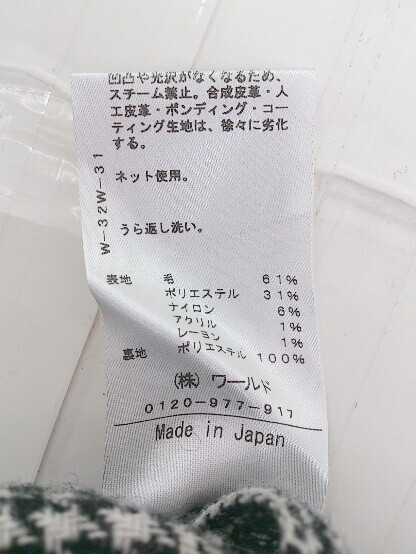 凹凸や光沢がなくなるため、
スチーム禁止。合成皮革・人
工皮革・ボンディング・コー
ティング生地は、徐々に劣化
する。
W-32W-31
ネット使用。
うら返し洗い。
表地 毛 61%
ポリエステル 31%
ナイロン 6%
アクリル 1%
レーヨン 1%
裏地 ポリエステル 100%
(株) ワールド
0120-977-917
Made in Japan